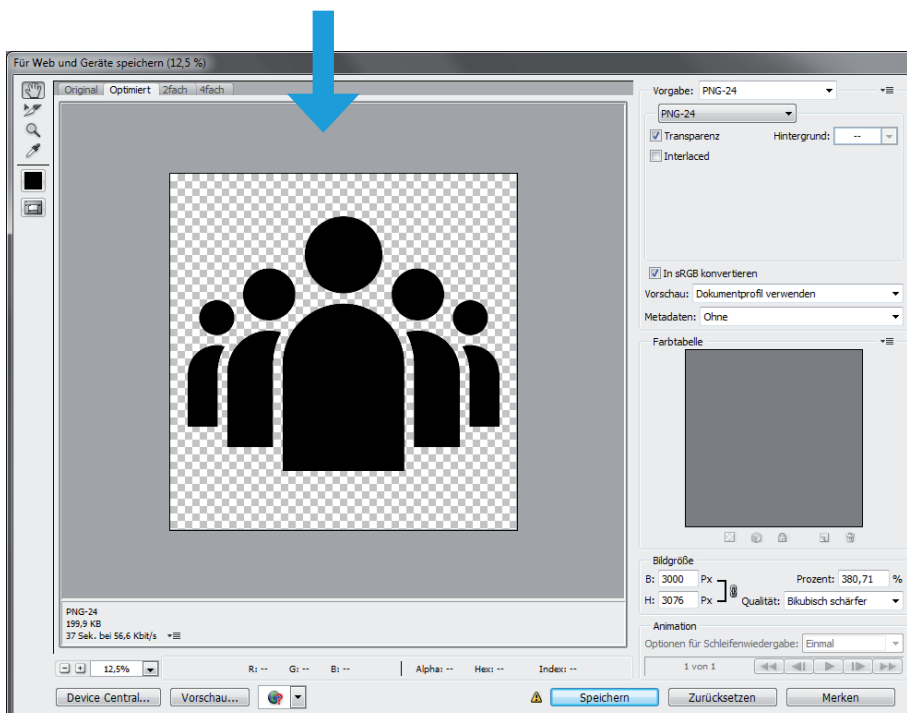 Für Web und Geräte speichern (12,5 %)
Original Optimiert 2fach 4fach
Vorgabe: PNG-24
PNG-24
Transparenz Hintergrund: --
Interlaced
In sRGB konvertieren
Vorschau: Dokumentprofil verwenden
Metadaten: Ohne
Farbtabelle
Bildgröße
B: 3000 Px Prozent: 380,71 %
H: 3076 Px Qualität: Bikubisch schärfer
PNG-24
199,9 KB
37 Sek. bei 56,6 Kbit/s
Animation
Optionen für Schleifenwiedergabe: Einmal
12,5% R: -- G: -- B: -- Alpha: -- Hex: -- Index: -- 1 von 1
Device Central... Vorschau... Speichern Zurücksetzen Merken